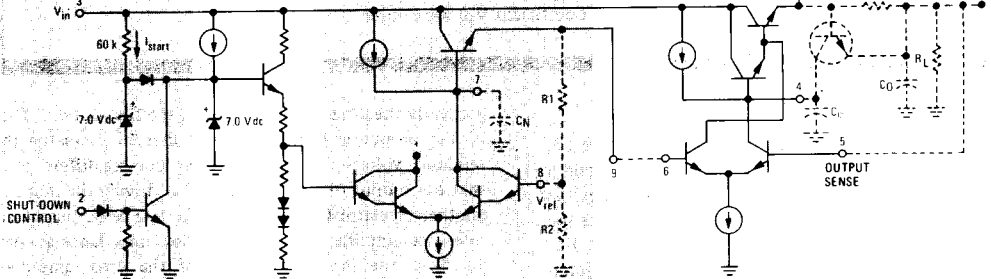 3
Vin
60 k
Istart
7.0 Vdc
7.0 Vdc
SHUT-DOWN
CONTROL
2
7
CN
R1
8
Vref
R2
9
6
4
5
OUTPUT
SENSE
RL
CO